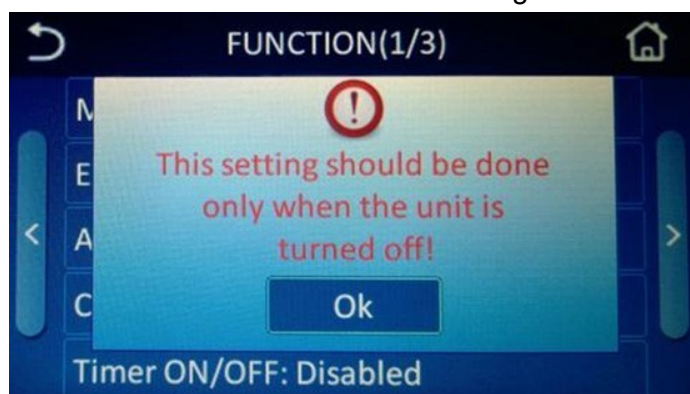 FUNCTION(1/3)
M
This setting should be done
E
only when the unit is
A
turned off!
C
Ok
Timer ON/OFF: Disabled